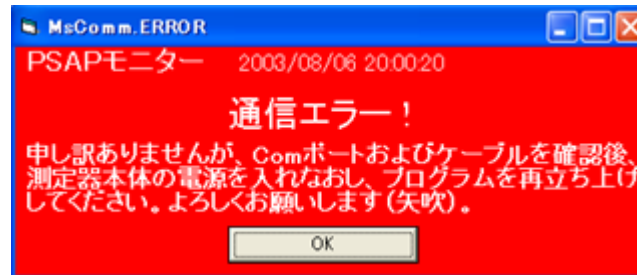 MsComm.ERROR
PSAPモニター 2003/08/06 20:00:20
通信エラー！
申し訳ありませんが、Comポートおよびケーブルを確認後、
測定器本体の電源を入れなおし、プログラムを再立ち上げ
してください。よろしくお願いします(矢吹)。
OK